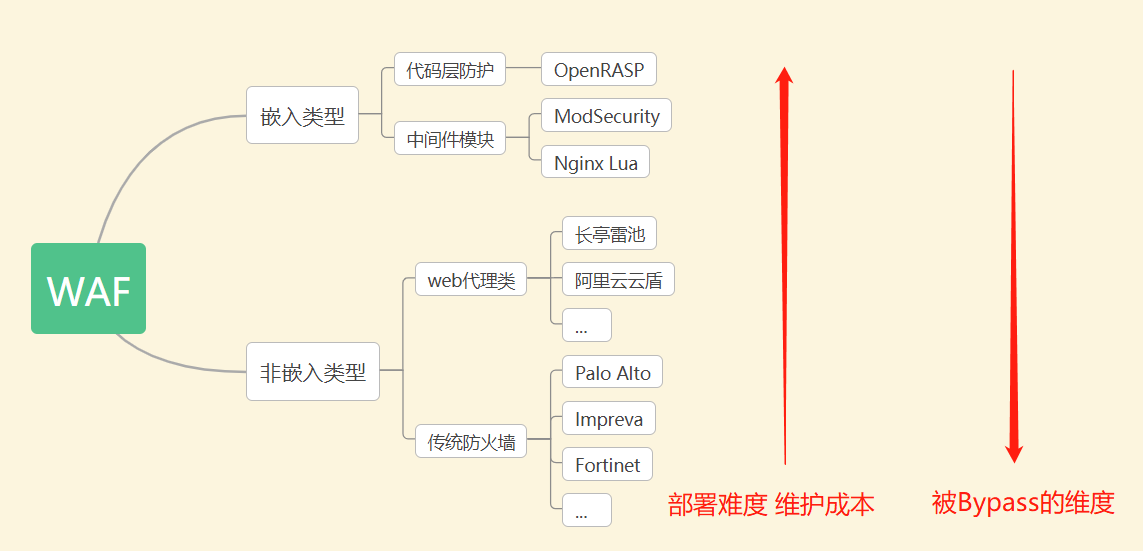 WAF
嵌入类型
代码层防护
OpenRASP
中间件模块
ModSecurity
Nginx Lua
非嵌入类型
web代理类
长亭雷池
阿里云云盾
...
传统防火墙
Palo Alto
Impreva
Fortinet
...
部署难度 维护成本
被Bypass的维度